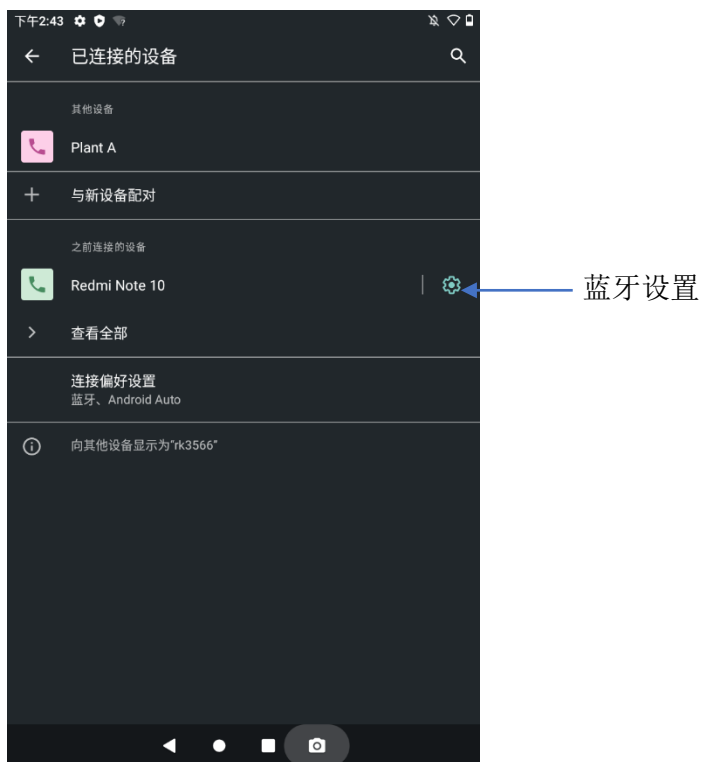 下午2:43
已连接的设备
其他设备
Plant A
与新设备配对
之前连接的设备
Redmi Note 10
蓝牙设置
查看全部
连接偏好设置
蓝牙、Android Auto
向其他设备显示为"rk3566"